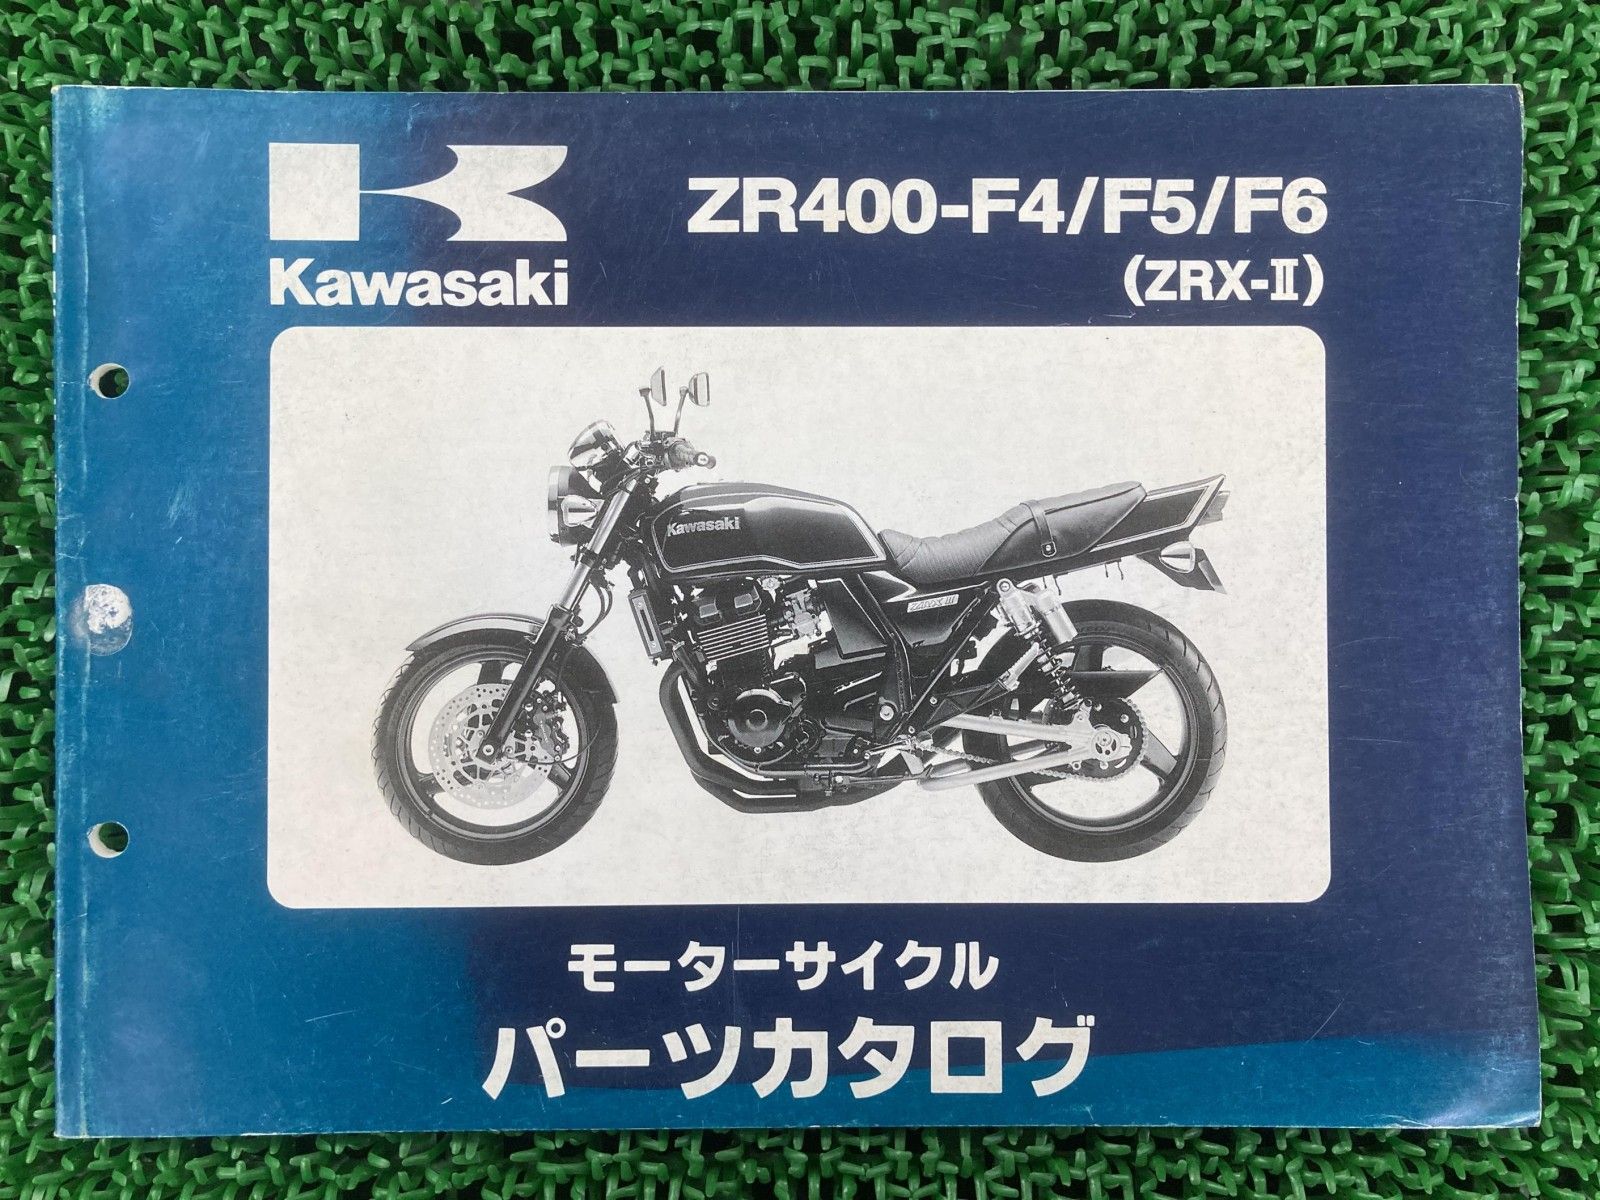 Kawasaki
ZR400-F4/F5/F6
(ZRX-Ⅱ)
Kawasaki
モーターサイクル
パーツカタログ